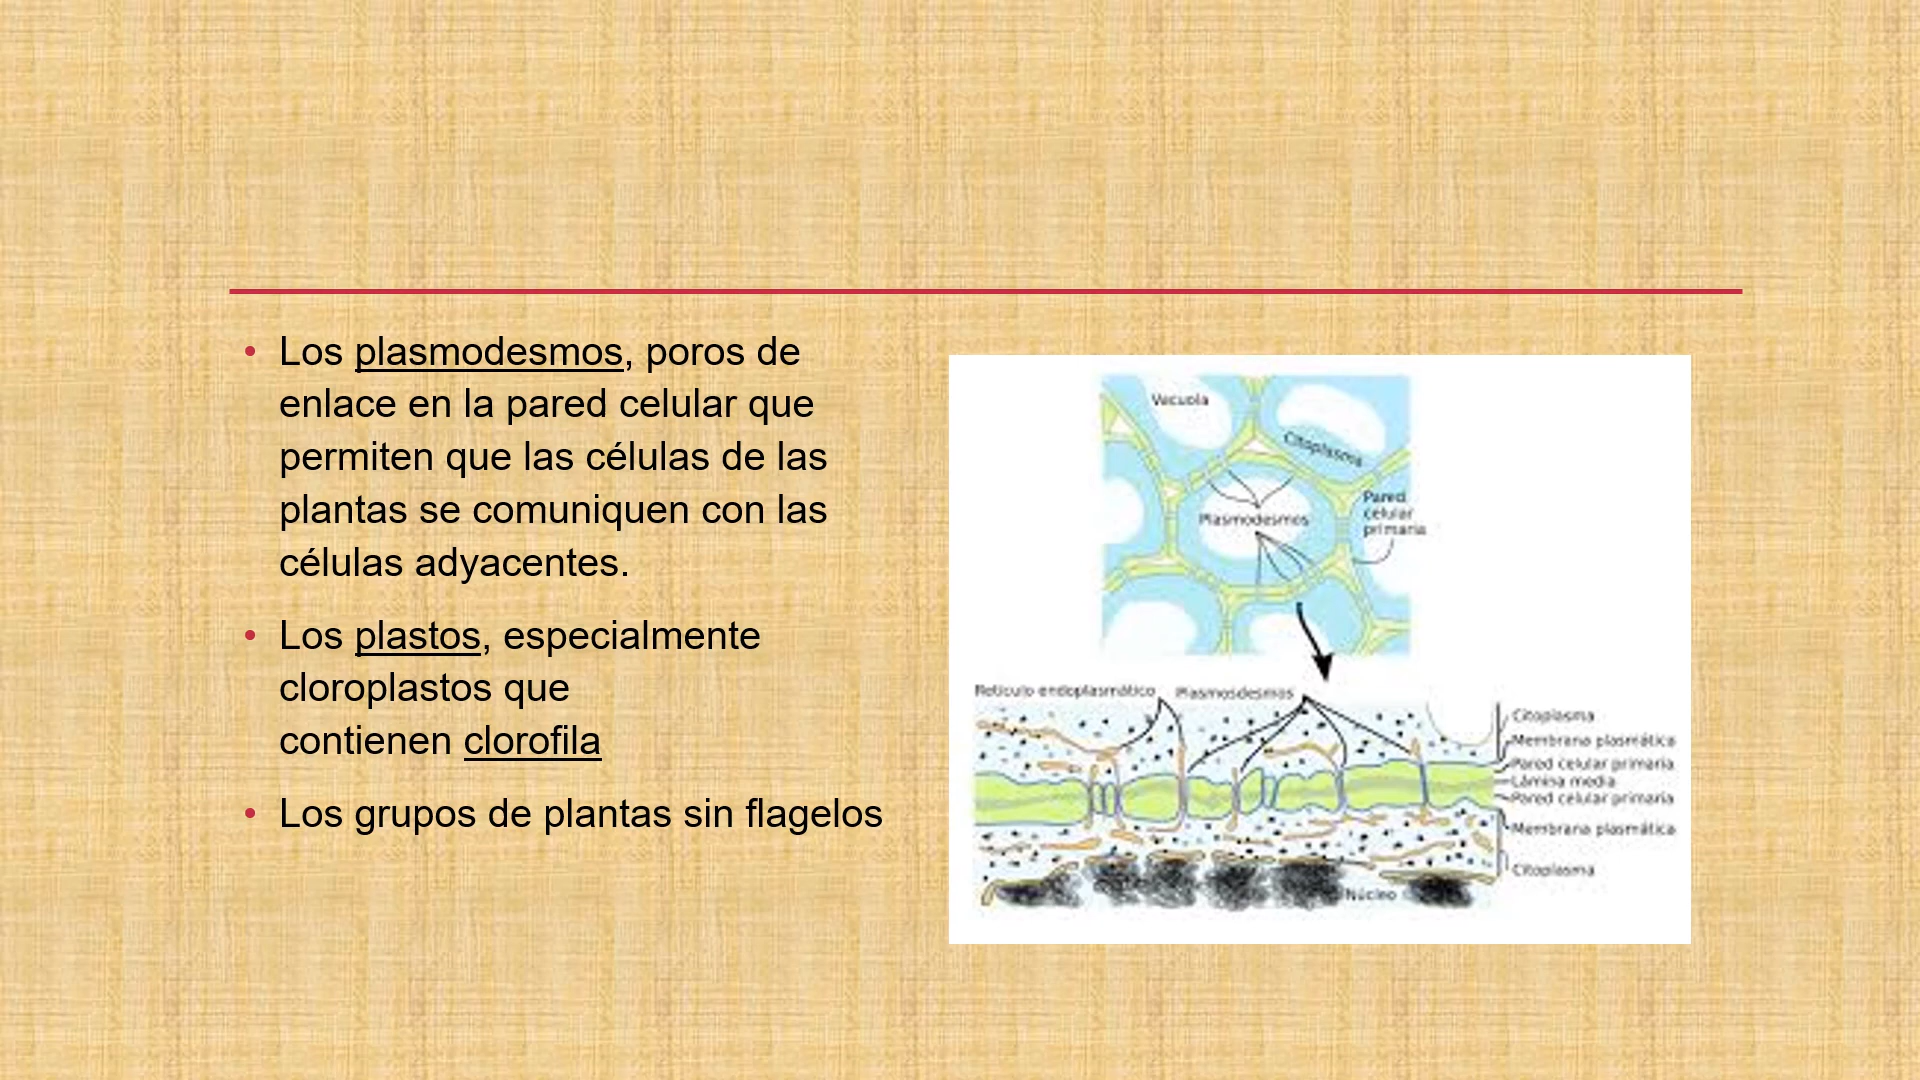 • Los plasmodesmos, poros de
enlace en la pared celular que
permiten que las células de las
plantas se comuniquen con las
células adyacentes.
• Los plastos, especialmente
cloroplastos que
contienen clorofila
• Los grupos de plantas sin flagelos
Vacuola
Citoplasma
Pared
celular
primaria
Plasmodesmos
Retículo endoplasmático
Plasmosdesmos
Citoplasma
Membrana plasmática
Pared celular primaria
Lámina media
Pared celular primaria
Membrana plasmática
Citoplasma
Núcleo